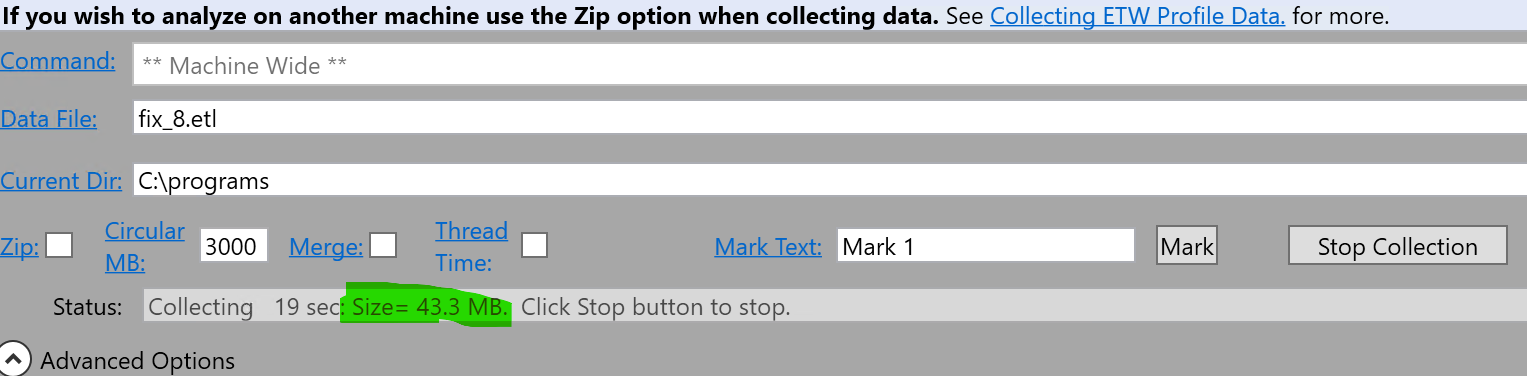 If you wish to analyze on another machine use the Zip option when collecting data. See Collecting ETW Profile Data. for more.
Command: ** Machine Wide **
Data File: fix_8.etl
Current Dir: C:\programs
Zip: Circular MB: 3000 Merge: Thread Time: Mark Text: Mark 1 Mark Stop Collection
Status: Collecting 19 sec: Size= 43.3 MB. Click Stop button to stop.
Advanced Options